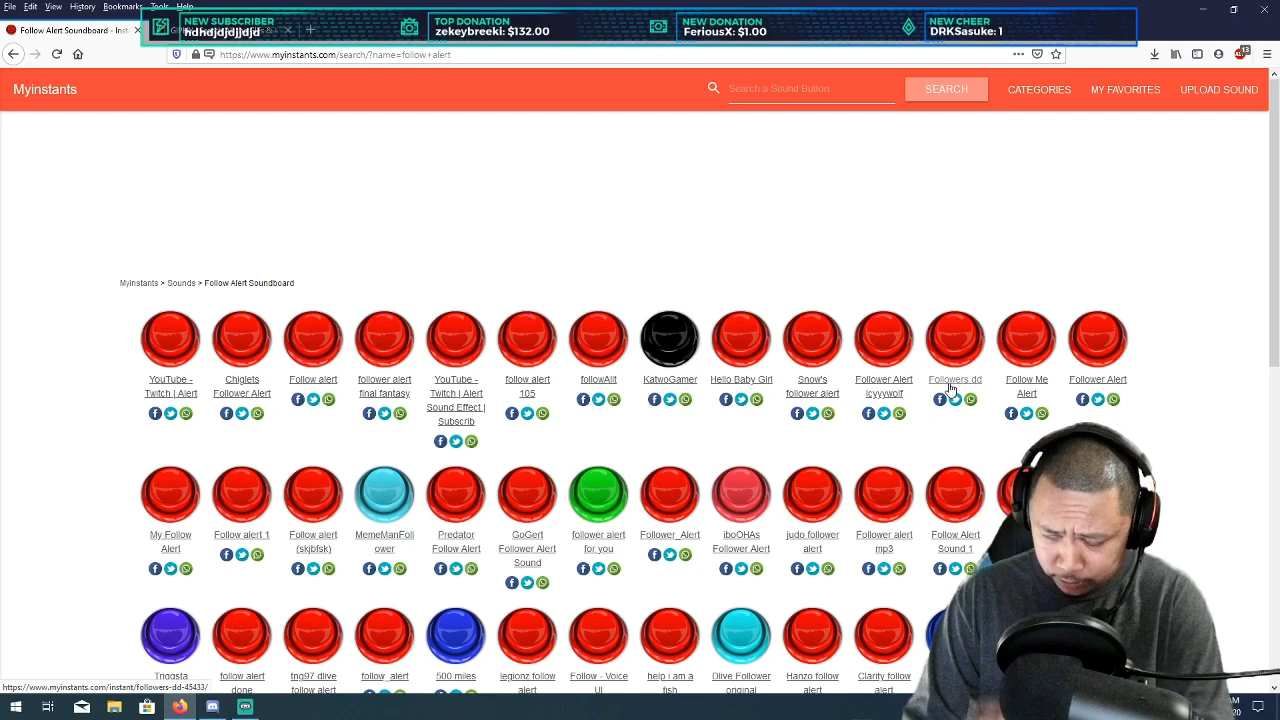 File Edit View History Bookmarks Tools Help
NEW SUBSCRIBER
hdhdjdjdjd
TOP DONATION
zekeybreeki: $132.00
NEW DONATION
FeriousX: $1.00
NEW CHEER
DRKSasuke: 1
Follow Alert Soundboard
https://www.myinstants.com/search/?name=follow+alert
13
Myinstants
Search a Sound Button
SEARCH
CATEGORIES
MY FAVORITES
UPLOAD SOUND
Myinstants > Sounds > Follow Alert Soundboard
YouTube - Twitch | Alert
Chiglets Follower Alert
Follow alert
follower alert final fantasy
YouTube - Twitch | Alert Sound Effect | Subscrib
follow alert 105
followAlt
KatwoGamer
Hello Baby Girl
Snow's follower alert
Follower Alert Icyyywolf
Followers dd
Follow Me Alert
Follower Alert
My Follow Alert
Follow alert 1
Follow alert (skjbfsk)
MemeManFollower
Predator Follow Alert
GoGert Follower Alert Sound
follower alert for you
Follower_Alert
iboOHAs Follower Alert
judo follower alert
Follower alert mp3
Follow Alert Sound 1
Triggsta
follow alert done
tng97 dlive follow alert
follow_alert
500 miles
legionz follow alert
Follow - Voice UI
help i am a fish
Dlive Follower original
Hanzo follow alert
Clarity follow alert
https://www.myinstants.com/instant/followers-dd-45433/